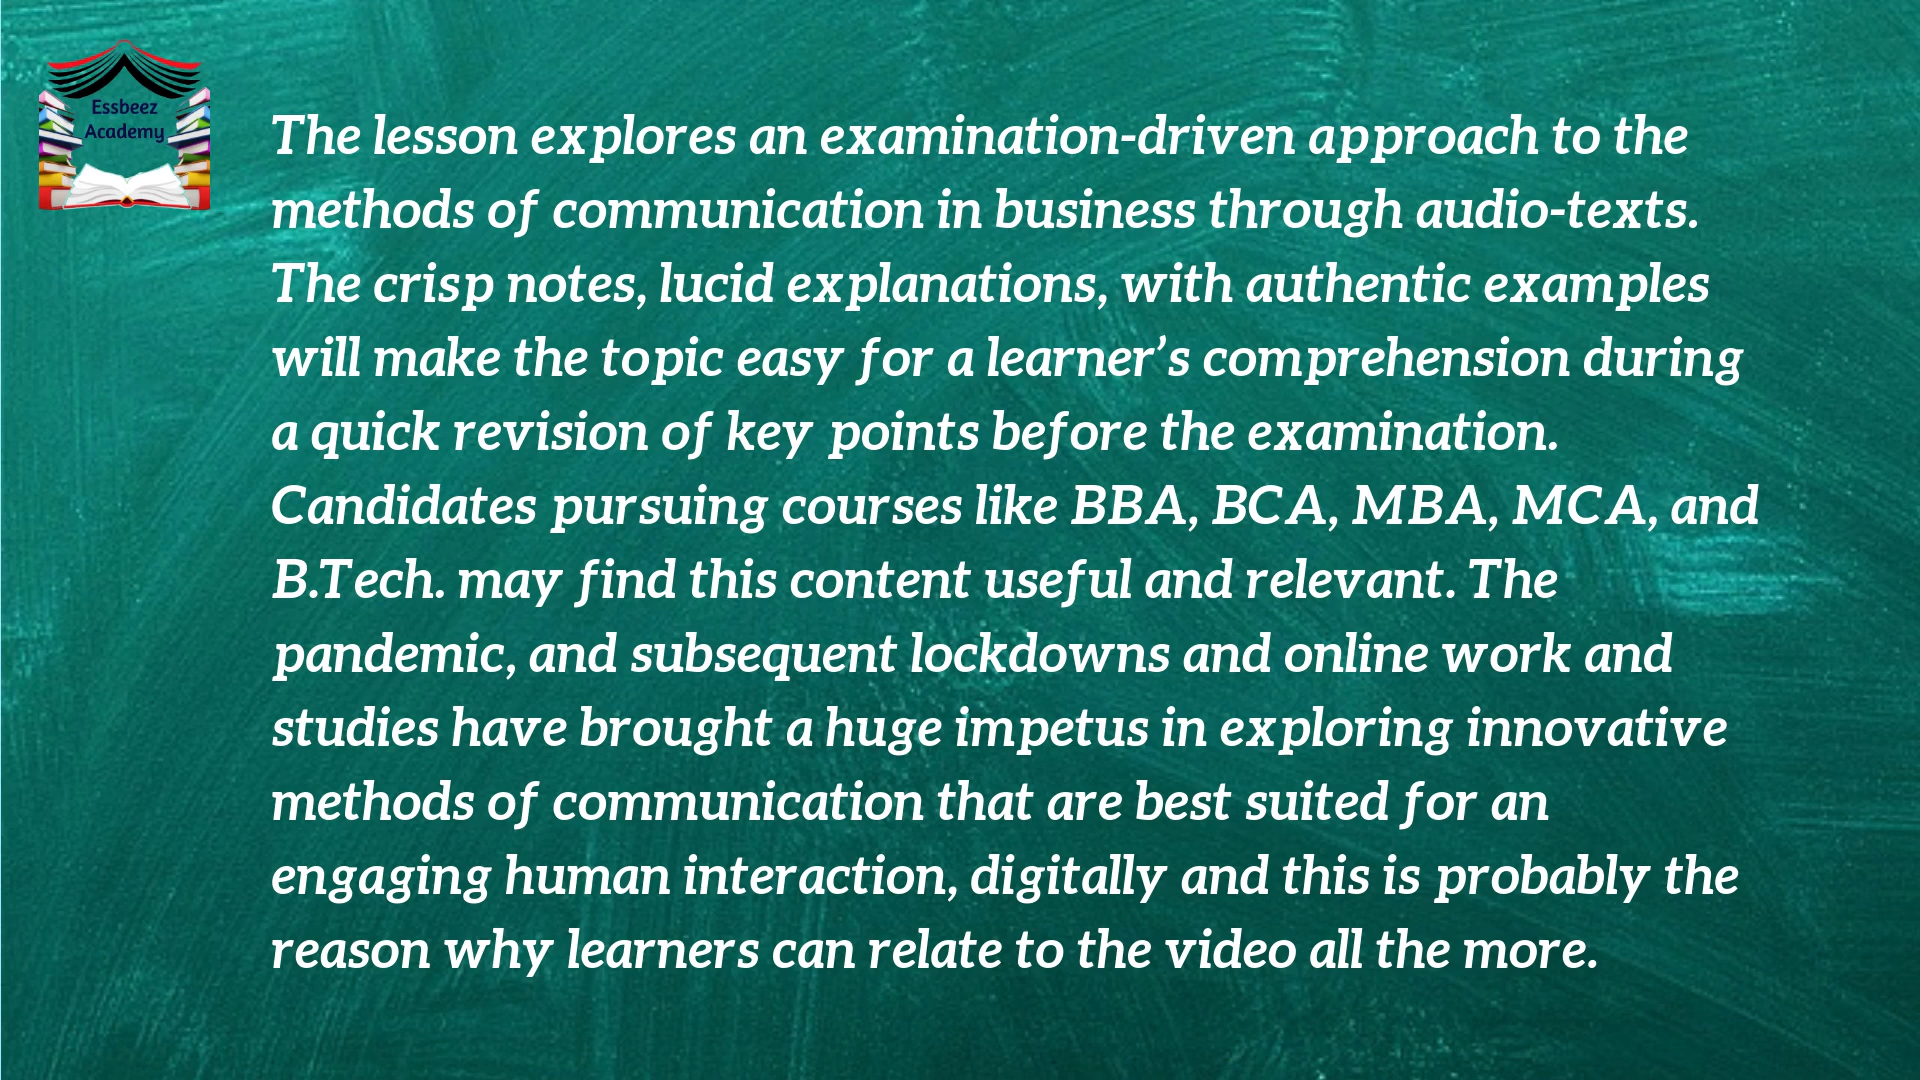 Essbeez
Academy
The lesson explores an examination-driven approach to the
methods of communication in business through audio-texts.
The crisp notes, lucid explanations, with authentic examples
will make the topic easy for a learner’s comprehension during
a quick revision of key points before the examination.
Candidates pursuing courses like BBA, BCA, MBA, MCA, and
B.Tech. may find this content useful and relevant. The
pandemic, and subsequent lockdowns and online work and
studies have brought a huge impetus in exploring innovative
methods of communication that are best suited for an
engaging human interaction, digitally and this is probably the
reason why learners can relate to the video all the more.